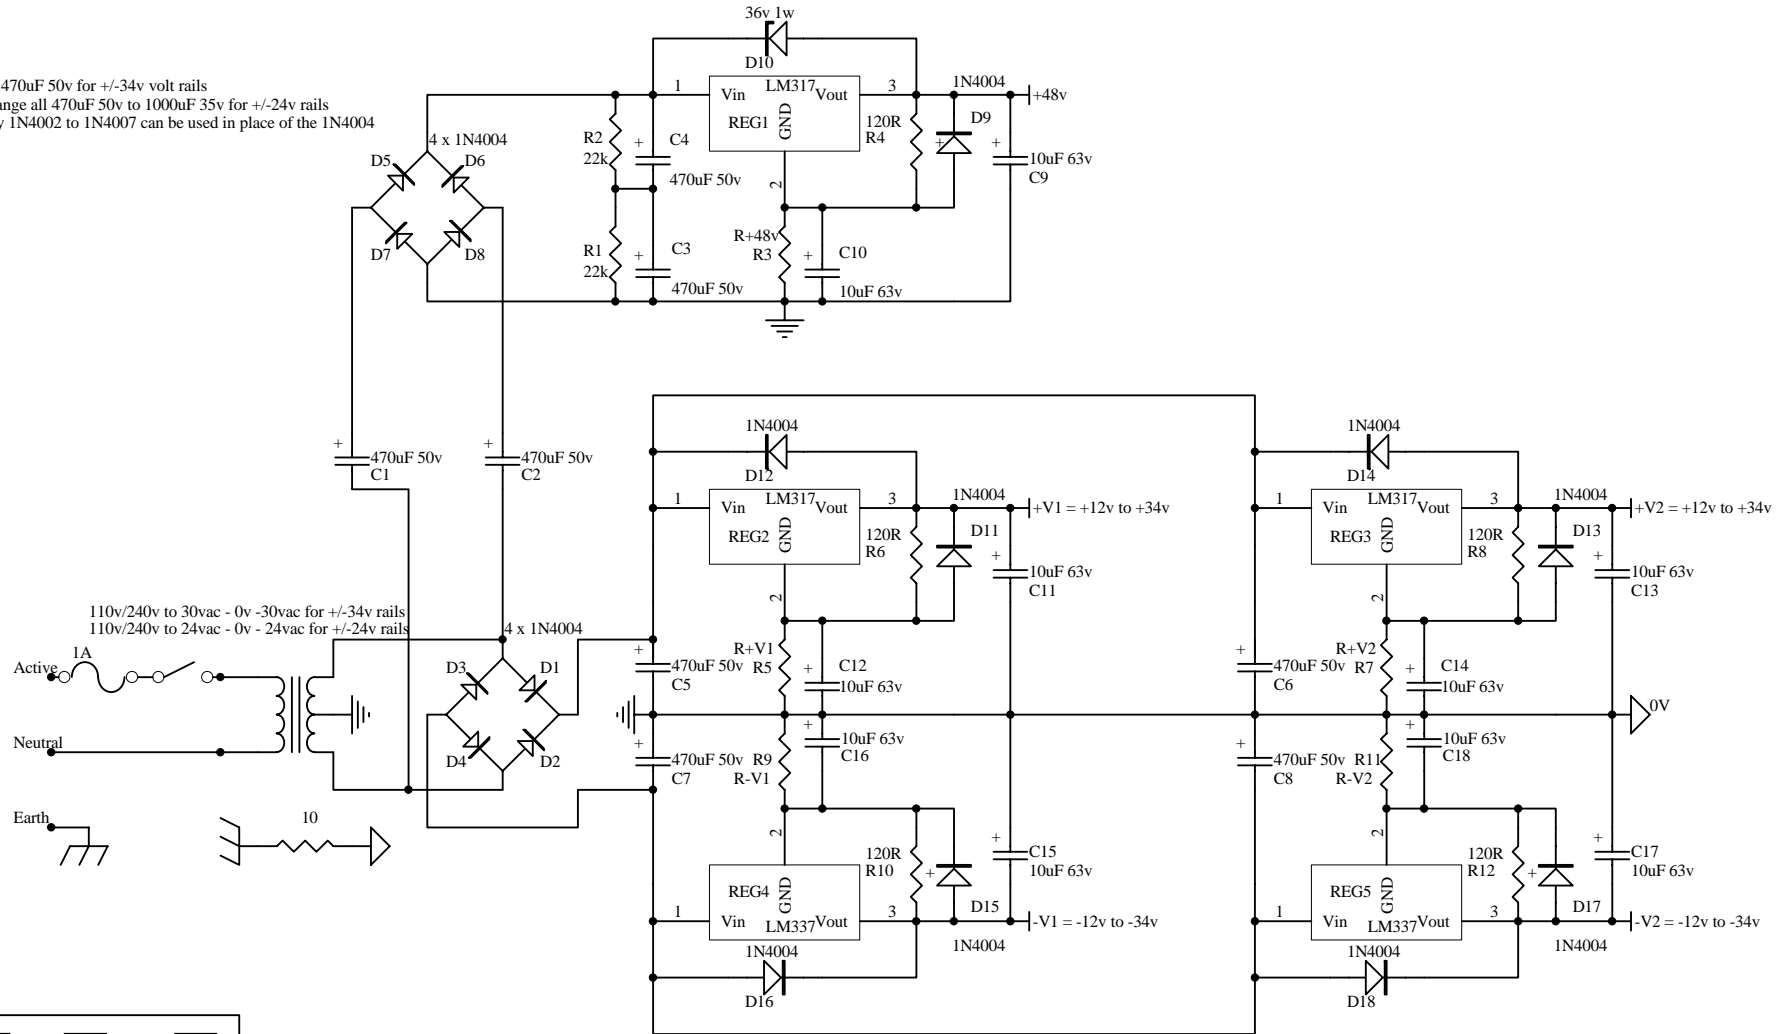 36v 1w
D10
470uF 50v for +/-34v volt rails
ange all 470uF 50v to 1000uF 35v for +/-24v rails
y 1N4002 to 1N4007 can be used in place of the 1N4004
4 x 1N4004
D5
D6
D7
D8
R2
22k
+
C4
470uF 50v
R1
22k
+
C3
470uF 50v
1
Vin
LM317
Vout
3
REG1
GND
2
120R
R4
1N4004
D9
+
+48v
+
10uF 63v
C9
R+48v
R3
+
C10
10uF 63v
+
470uF 50v
C1
+
470uF 50v
C2
1N4004
D12
1
Vin
LM317
Vout
3
REG2
GND
2
120R
R6
1N4004
D11
+V1 = +12v to +34v
+
10uF 63v
C11
1N4004
D14
1
Vin
LM317
Vout
3
REG3
GND
2
120R
R8
1N4004
D13
+V2 = +12v to +34v
+
10uF 63v
C13
110v/240v to 30vac - 0v -30vac for +/-34v rails
110v/240v to 24vac - 0v - 24vac for +/-24v rails
4 x 1N4004
Active
1A
Neutral
Earth
10
D3
D1
D4
D2
+
470uF 50v
C5
R+V1
R5
+
C12
10uF 63v
+
470uF 50v
C6
R+V2
R7
+
C14
10uF 63v
0V
+
470uF 50v
C7
R9
R-V1
+
10uF 63v
C16
+
470uF 50v
C8
R11
R-V2
+
10uF 63v
C18
2
120R
R10
+
C15
10uF 63v
+
D15
1N4004
REG4
GND
1
Vin
LM337
Vout
3
-V1 = -12v to -34v
1N4004
D16
2
120R
R12
+
C17
10uF 63v
+
D17
1N4004
REG5
GND
1
Vin
LM337
Vout
3
-V2 = -12v to -34v
1N4004
D18